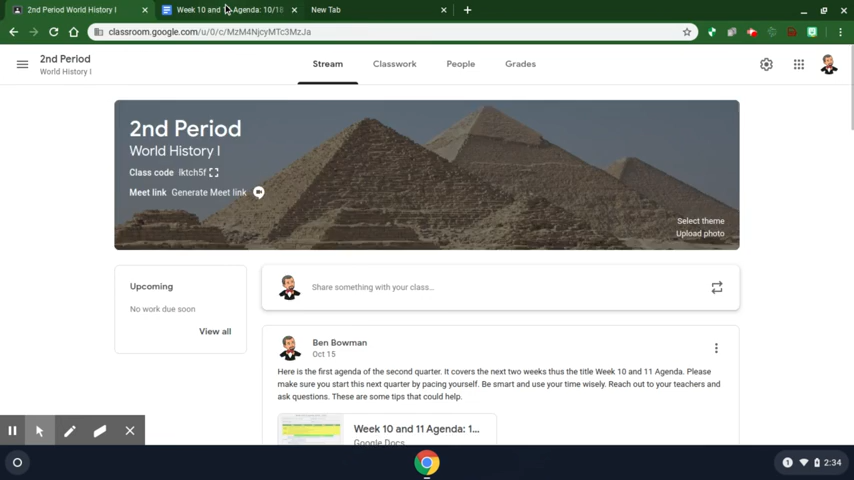 2nd Period World History I
Week 10 and 11 Agenda: 10/18
New Tab
classroom.google.com/u/0/c/MzM4NjcyMTc3MzJa
2nd Period
World History I
Stream
Classwork
People
Grades
2nd Period
World History I
Class code lktch5f
Meet link Generate Meet link
Select theme
Upload photo
Upcoming
No work due soon
View all
Share something with your class...
Ben Bowman
Oct 15
Here is the first agenda of the second quarter. It covers the next two weeks thus the title Week 10 and 11 Agenda. Please
make sure you start this next quarter by pacing yourself. Be smart and use your time wisely. Reach out to your teachers and
ask questions. These are some tips that could help.
Week 10 and 11 Agenda: 1...
Google Docs
1
2:34